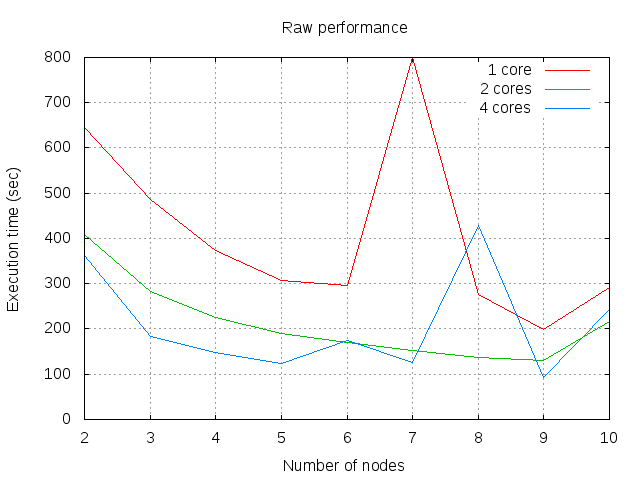 Raw performance
Execution time (sec)
800
700
600
500
400
300
200
100
0
1 core
2 cores
4 cores
2 3 4 5 6 7 8 9 10
Number of nodes